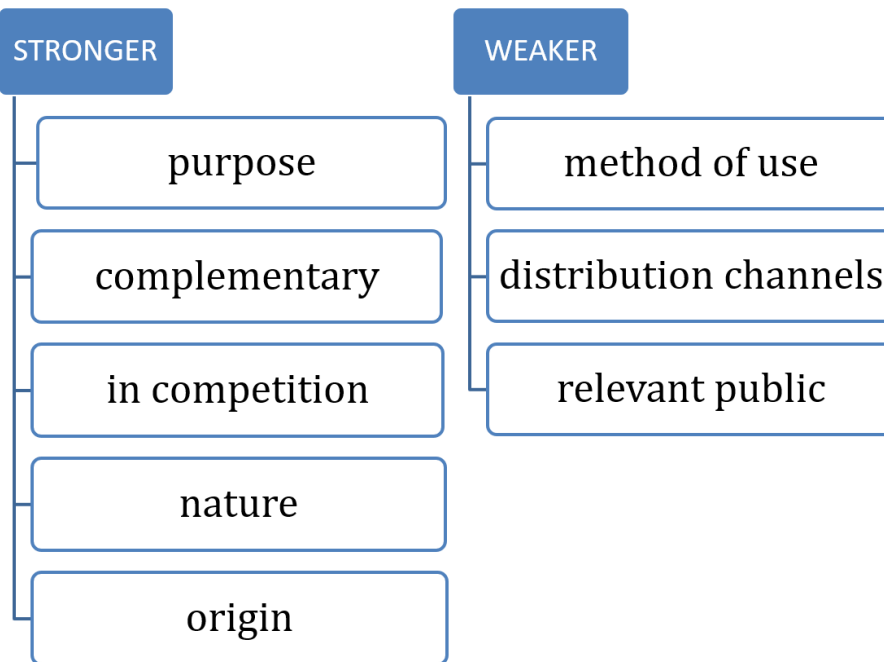 STRONGER
purpose
complementary
in competition
nature
origin
WEAKER
method of use
distribution channels
relevant public